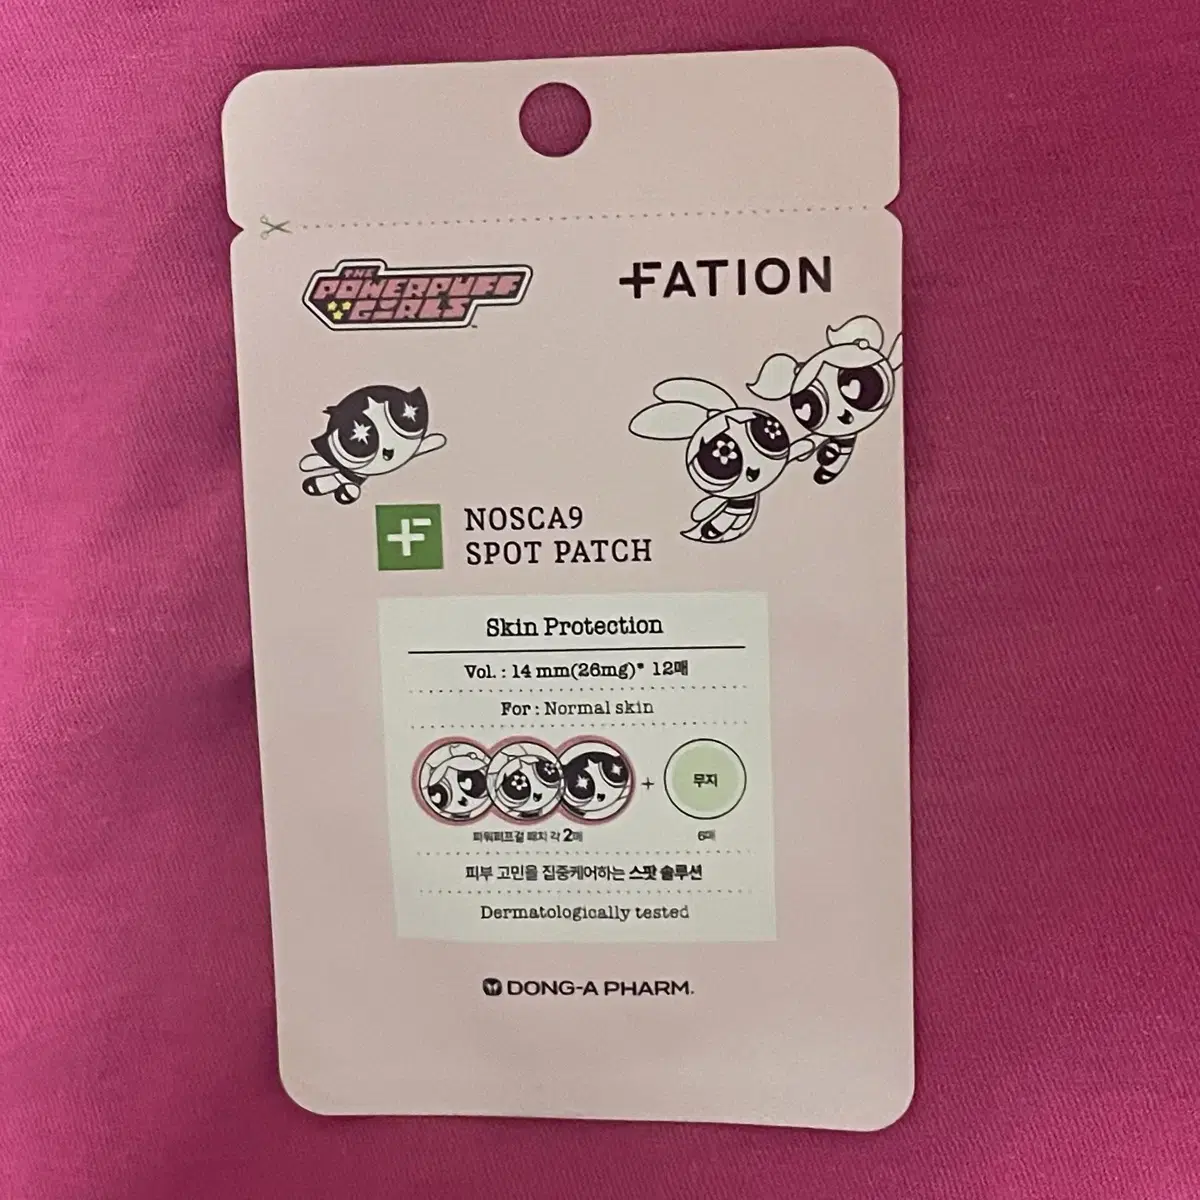 THE
POWERPUFF
GIRLS
FATION
NOSCA9
SPOT PATCH
Skin Protection
Vol. : 14 mm(26mg)* 12매
For : Normal skin
+
무지
파워퍼프걸 패치 각 2매
6매
피부 고민을 집중케어하는 스팟 솔루션
Dermatologically tested
DONG-A PHARM.